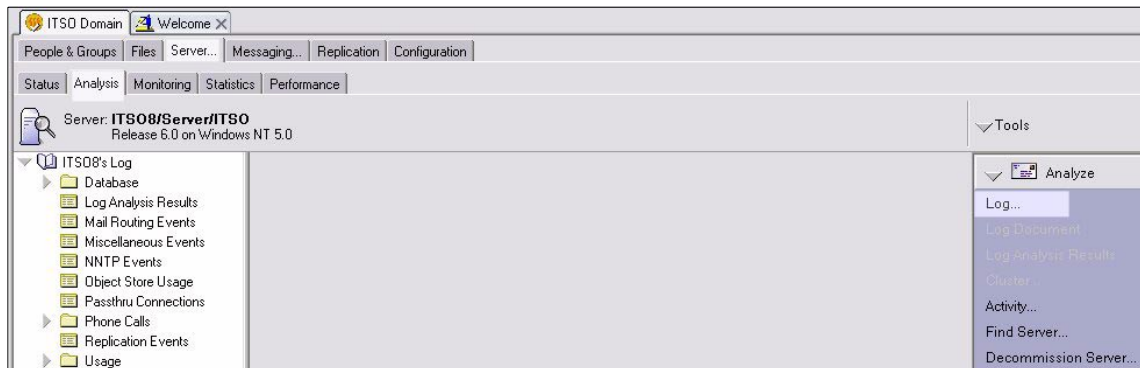 ITSO Domain Welcome
People & Groups Files Server... Messaging... Replication Configuration
Status Analysis Monitoring Statistics Performance
Server: ITSO8/Server/ITSO
Release 6.0 on Windows NT 5.0
Tools
ITSO8's Log
Database
Log Analysis Results
Mail Routing Events
Miscellaneous Events
NNTP Events
Object Store Usage
Passthru Connections
Phone Calls
Replication Events
Usage
Analyze
Log...
Log Document
Log Analysis Results
Cluster...
Activity...
Find Server...
Decommission Server...